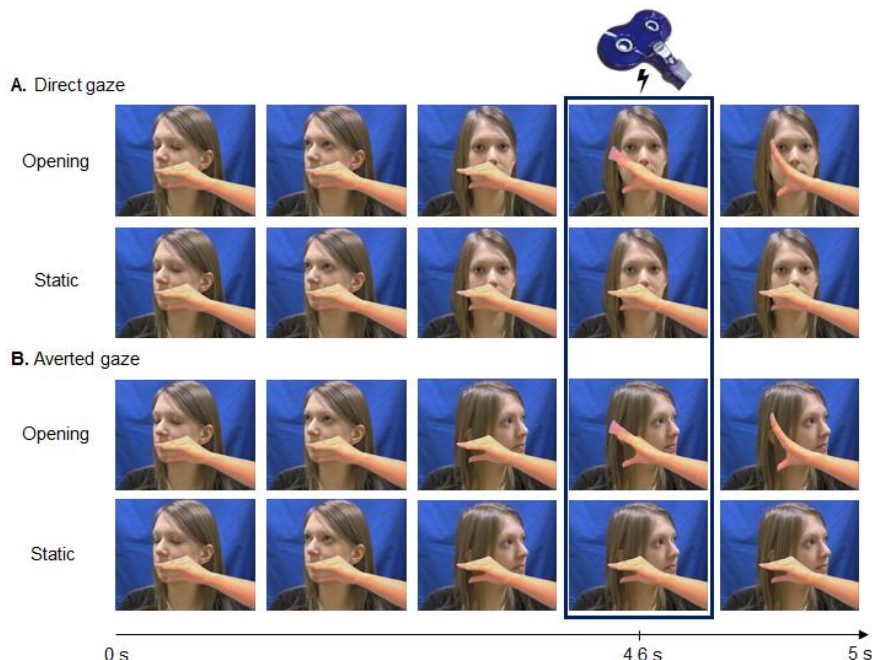 A. Direct gaze
Opening
Static
B. Averted gaze
Opening
Static
0 s
4.6 s
5 s